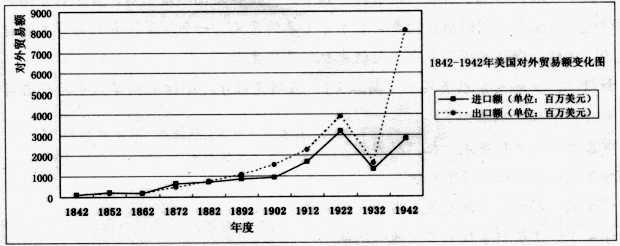 9000
8000
7000
6000
5000
4000
3000
2000
1000
0
对外贸易额
1842 1852 1862 1872 1882 1892 1902 1912 1922 1932 1942
年度
1842-1942年美国对外贸易额变化图
进口额（单位：百万美元）
出口额（单位：百万美元）